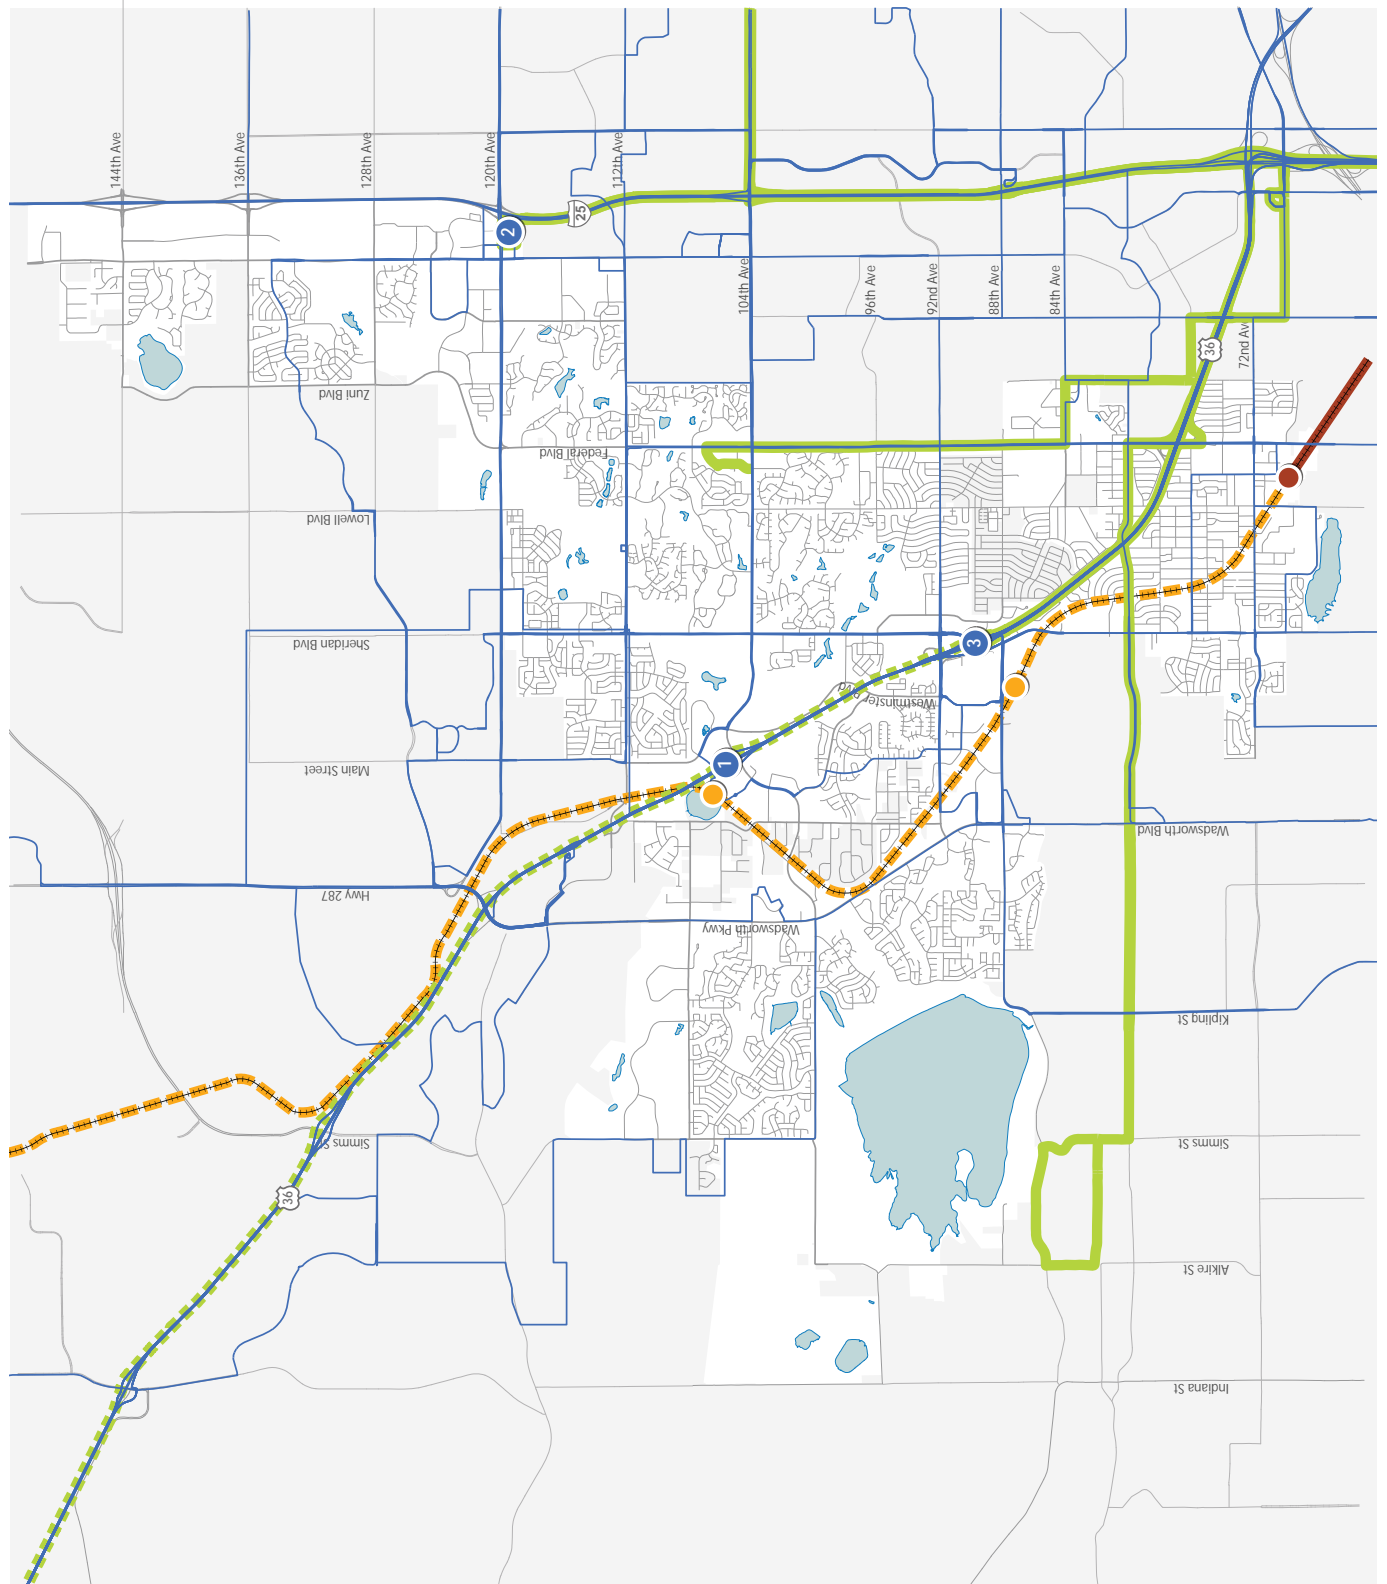 144th Ave
136th Ave
128th Ave
120th Ave
112th Ave
25
2
104th Ave
96th Ave
92nd Ave
88th Ave
84th Ave
72nd Ave
36
Zuni Blvd
Federal Blvd
Lowell Blvd
Sheridan Blvd
3
Westminster Blvd
Main Street
1
Wadsworth Blvd
Hwy 287
Wadsworth Pkwy
Kipling St
Simms St
Simms St
36
Alkire St
Indiana St